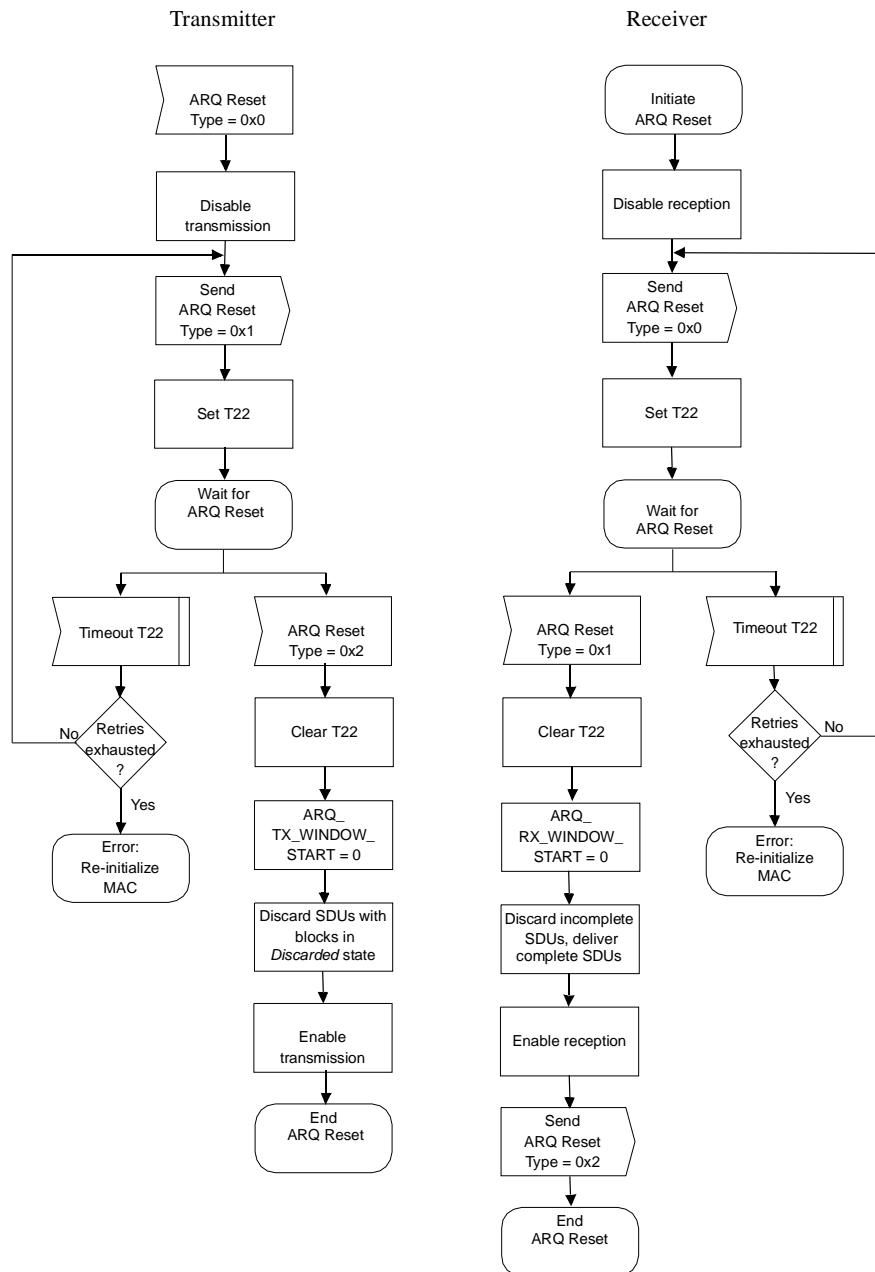 Transmitter
ARQ Reset
Type = 0x0
Disable
transmission
Send
ARQ Reset
Type = 0x1
Set T22
Wait for
ARQ Reset
Timeout T22
ARQ Reset
Type = 0x2
No
Retries
exhausted
?
Clear T22
Yes
Error:
Re-initialize
MAC
ARQ_
TX_WINDOW_
START = 0
Discard SDUs with
blocks in
Discarded state
Enable
transmission
End
ARQ Reset
Receiver
Initiate
ARQ Reset
Disable reception
Send
ARQ Reset
Type = 0x0
Set T22
Wait for
ARQ Reset
ARQ Reset
Type = 0x1
Timeout T22
Clear T22
Retries
exhausted
?
No
Yes
ARQ_
RX_WINDOW_
START = 0
Error:
Re-initialize
MAC
Discard incomplete
SDUs, deliver
complete SDUs
Enable reception
Send
ARQ Reset
Type = 0x2
End
ARQ Reset